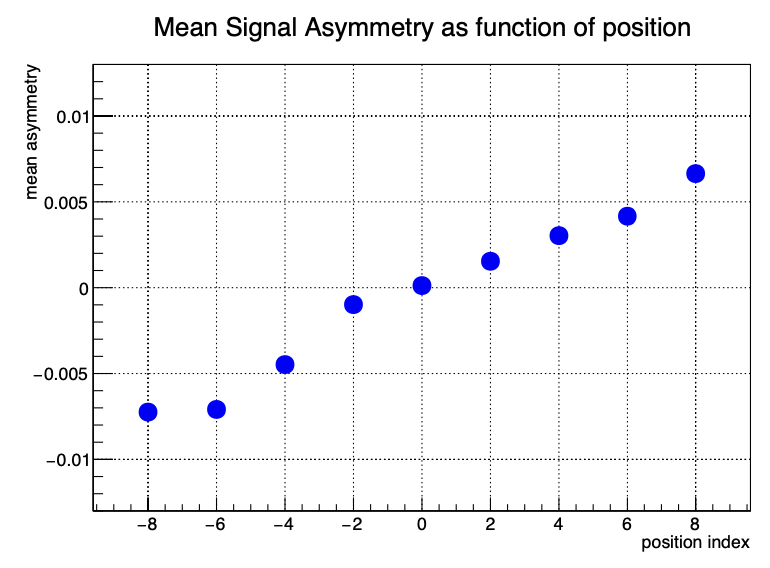 Mean Signal Asymmetry as function of position
mean asymmetry
0.01
0.005
0
−0.005
−0.01
−8 −6 −4 −2 0 2 4 6 8
position index